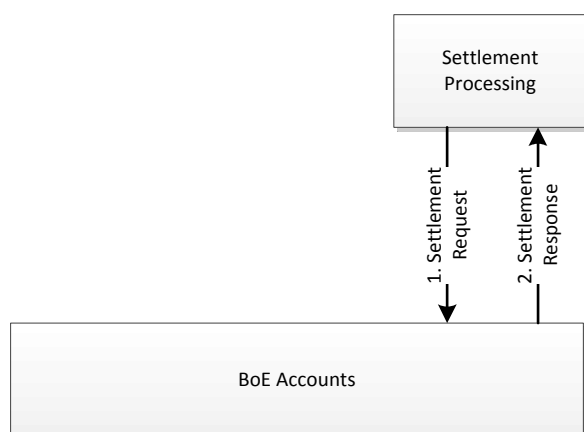 Settlement
Processing
1. Settlement
Request
2. Settlement
Response
BoE Accounts